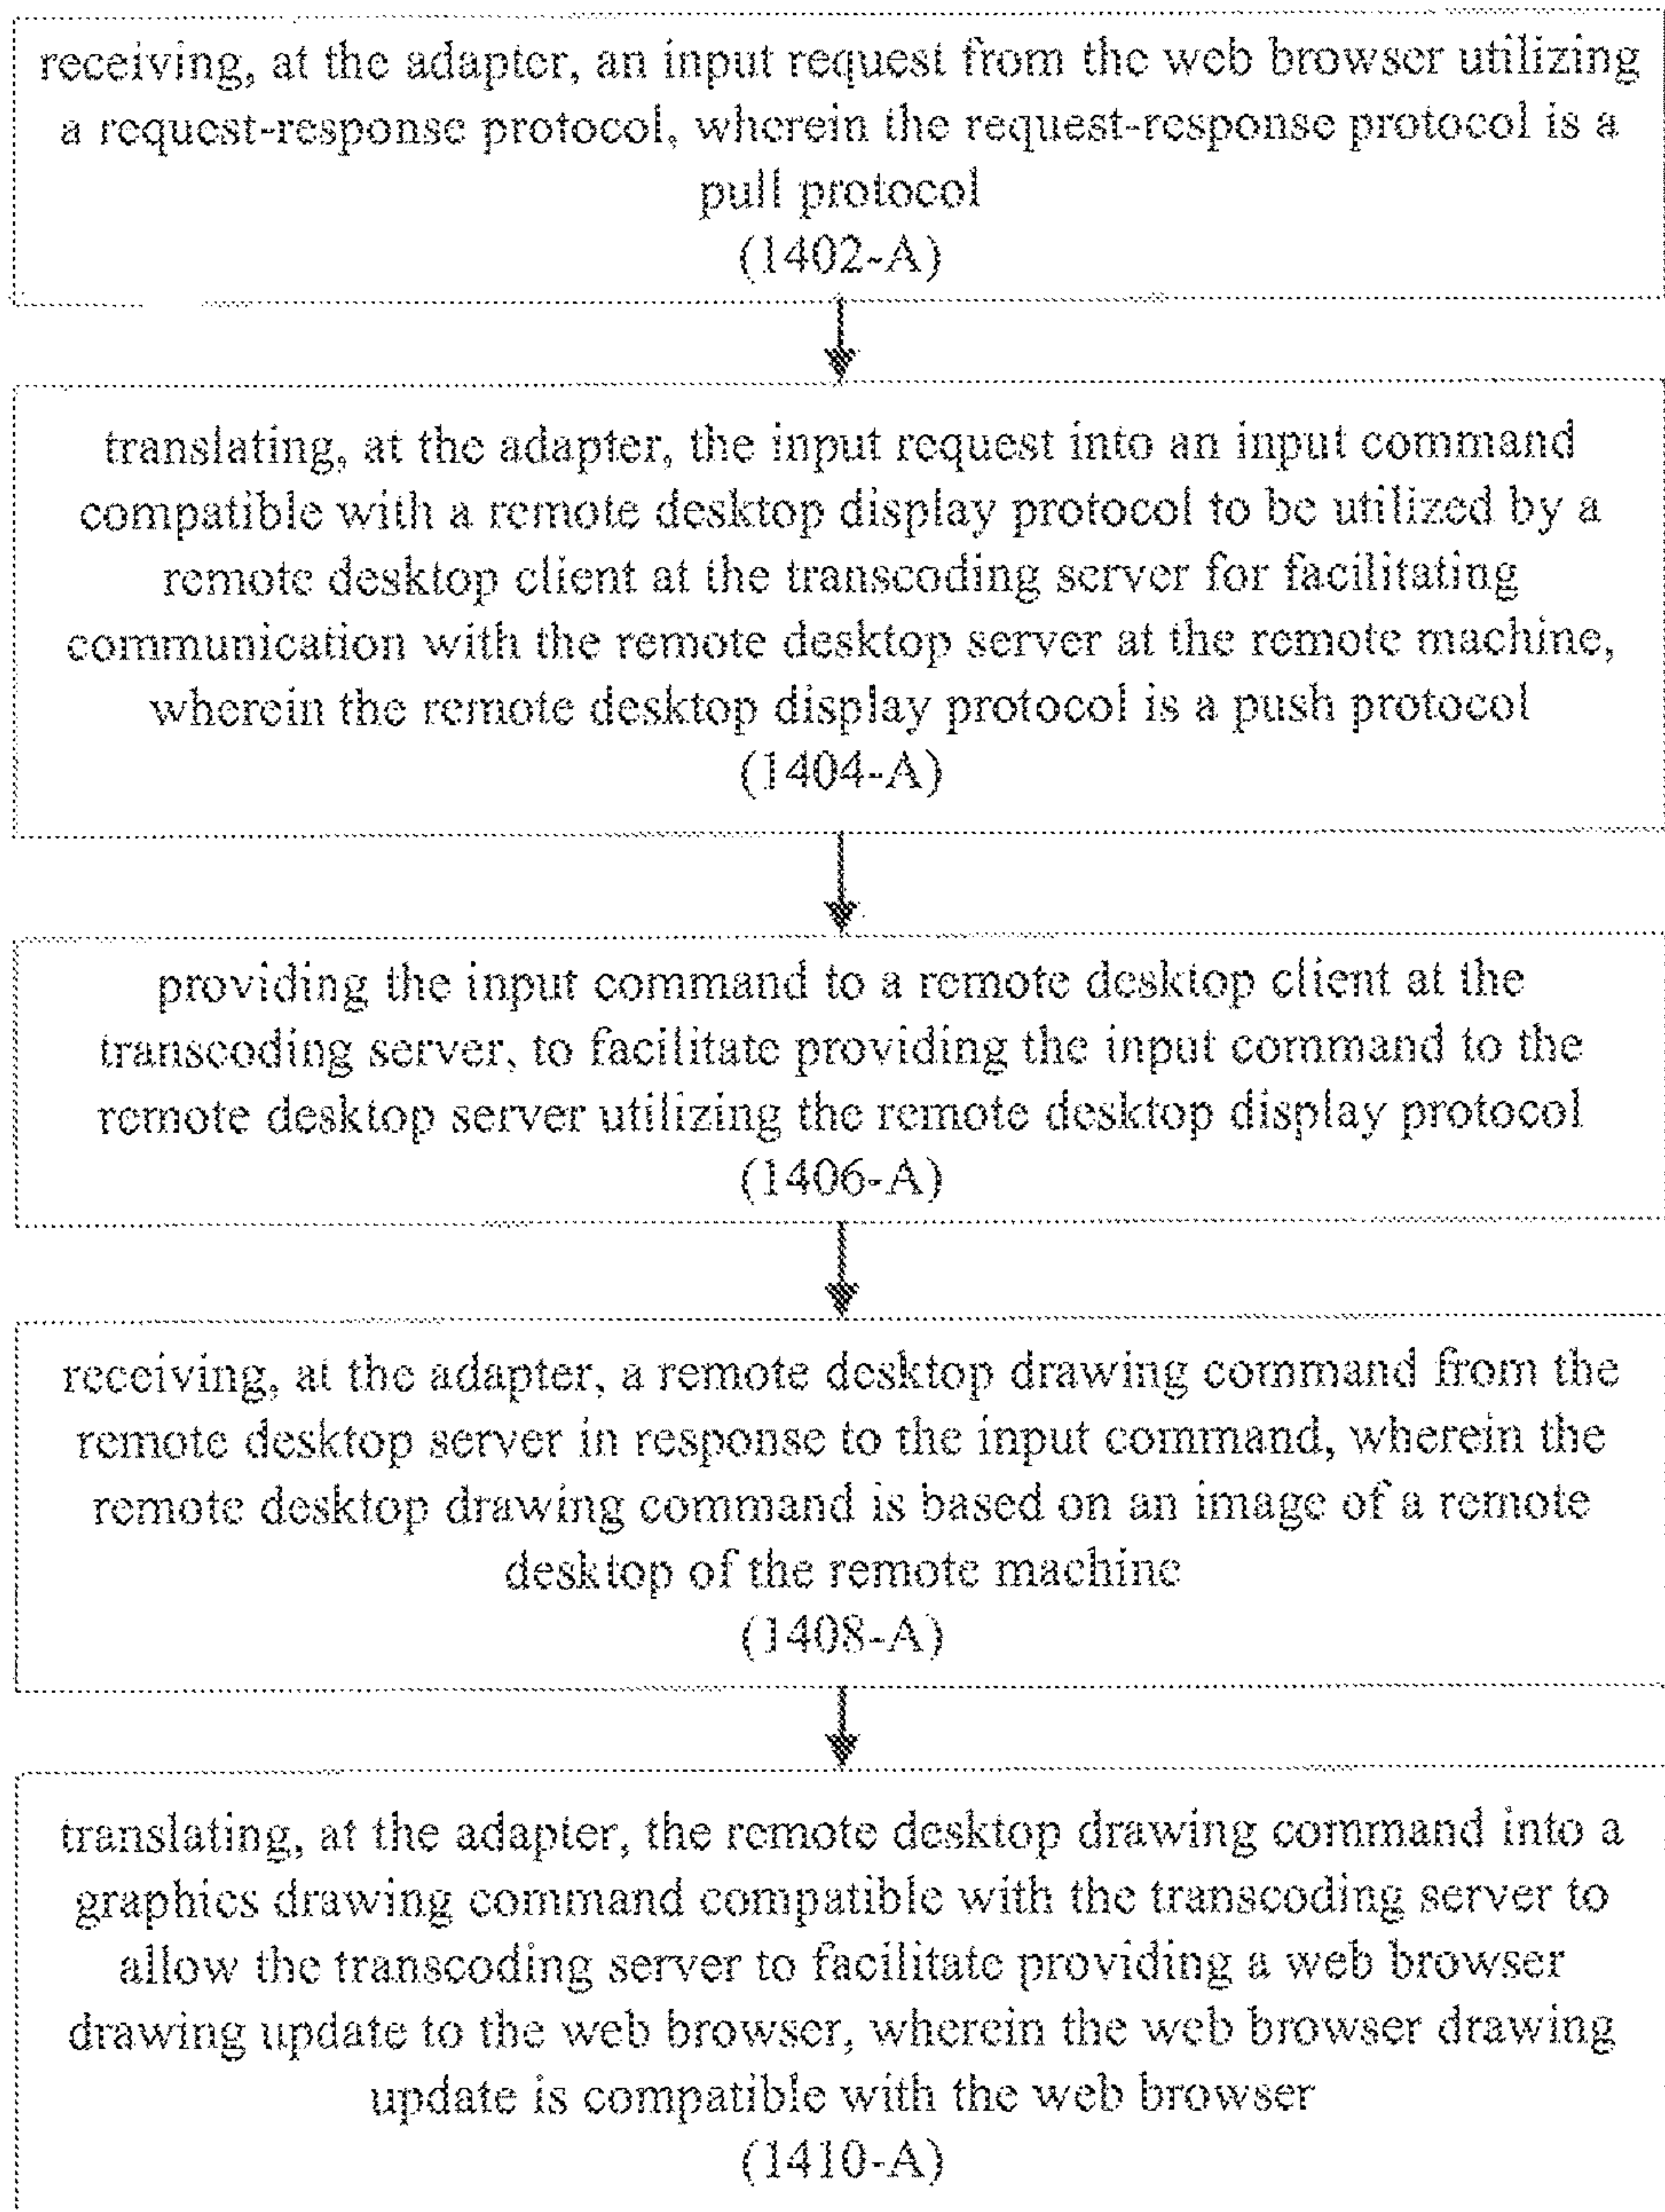 receiving, at the adapter, an input request from the web browser utilizing
a request-response protocol, wherein the request-response protocol is a
pull protocol
(1402-A)
translating, at the adapter, the input request into an input command
compatible with a remote desktop display protocol to be utilized by a
remote desktop client at the transcoding server for facilitating
communication with the remote desktop server at the remote machine,
wherein the remote desktop display protocol is a push protocol
(1404-A)
providing the input command to a remote desktop client at the
transcoding server, to facilitate providing the input command to the
remote desktop server utilizing the remote desktop display protocol
(1406-A)
receiving, at the adapter, a remote desktop drawing command from the
remote desktop server in response to the input command, wherein the
remote desktop drawing command is based on an image of a remote
desktop of the remote machine
(1408-A)
translating, at the adapter, the remote desktop drawing command into a
graphics drawing command compatible with the transcoding server to
allow the transcoding server to facilitate providing a web browser
drawing update to the web browser, wherein the web browser drawing
update is compatible with the web browser
(1410-A)